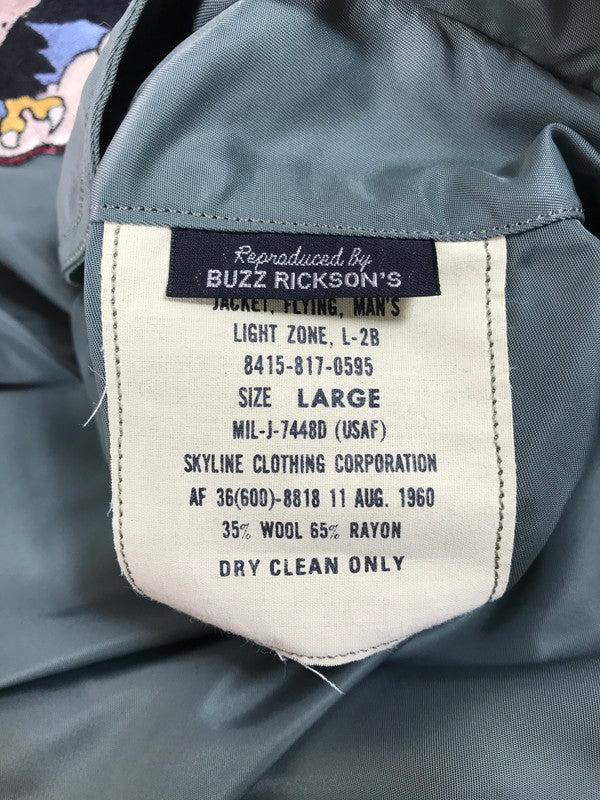 Reproduced By
BUZZ RICKSON'S
JACKET, FLYING, MAN'S
LIGHT ZONE, L-2B
8415-817-0595
SIZE LARGE
MIL-J-7448D (USAF)
SKYLINE CLOTHING CORPORATION
AF 36(600)-8818 11 AUG. 1960
35% WOOL 65% RAYON
DRY CLEAN ONLY